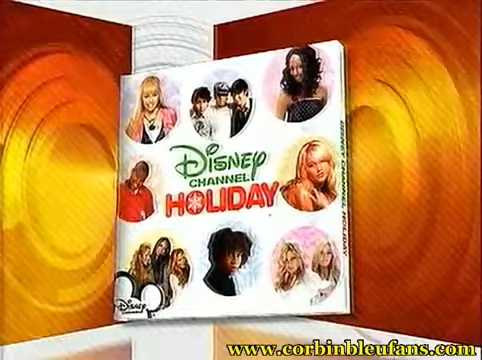 Disney
CHANNEL
HOLIDAY
DISNEY CHANNEL HOLIDAY
Disney
CHANNEL
www.corbinbleufans.com